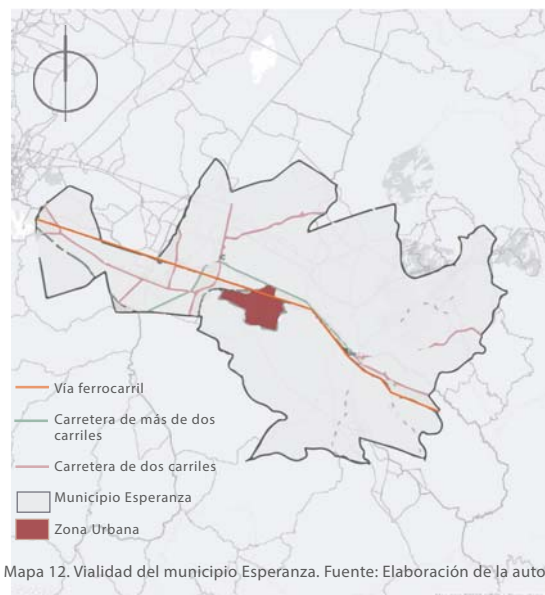 Vía ferrocarril
Carretera de más de dos
carriles
Carretera de dos carriles
Municipio Esperanza
Zona Urbana
Mapa 12. Vialidad del municipio Esperanza. Fuente: Elaboración de la auto